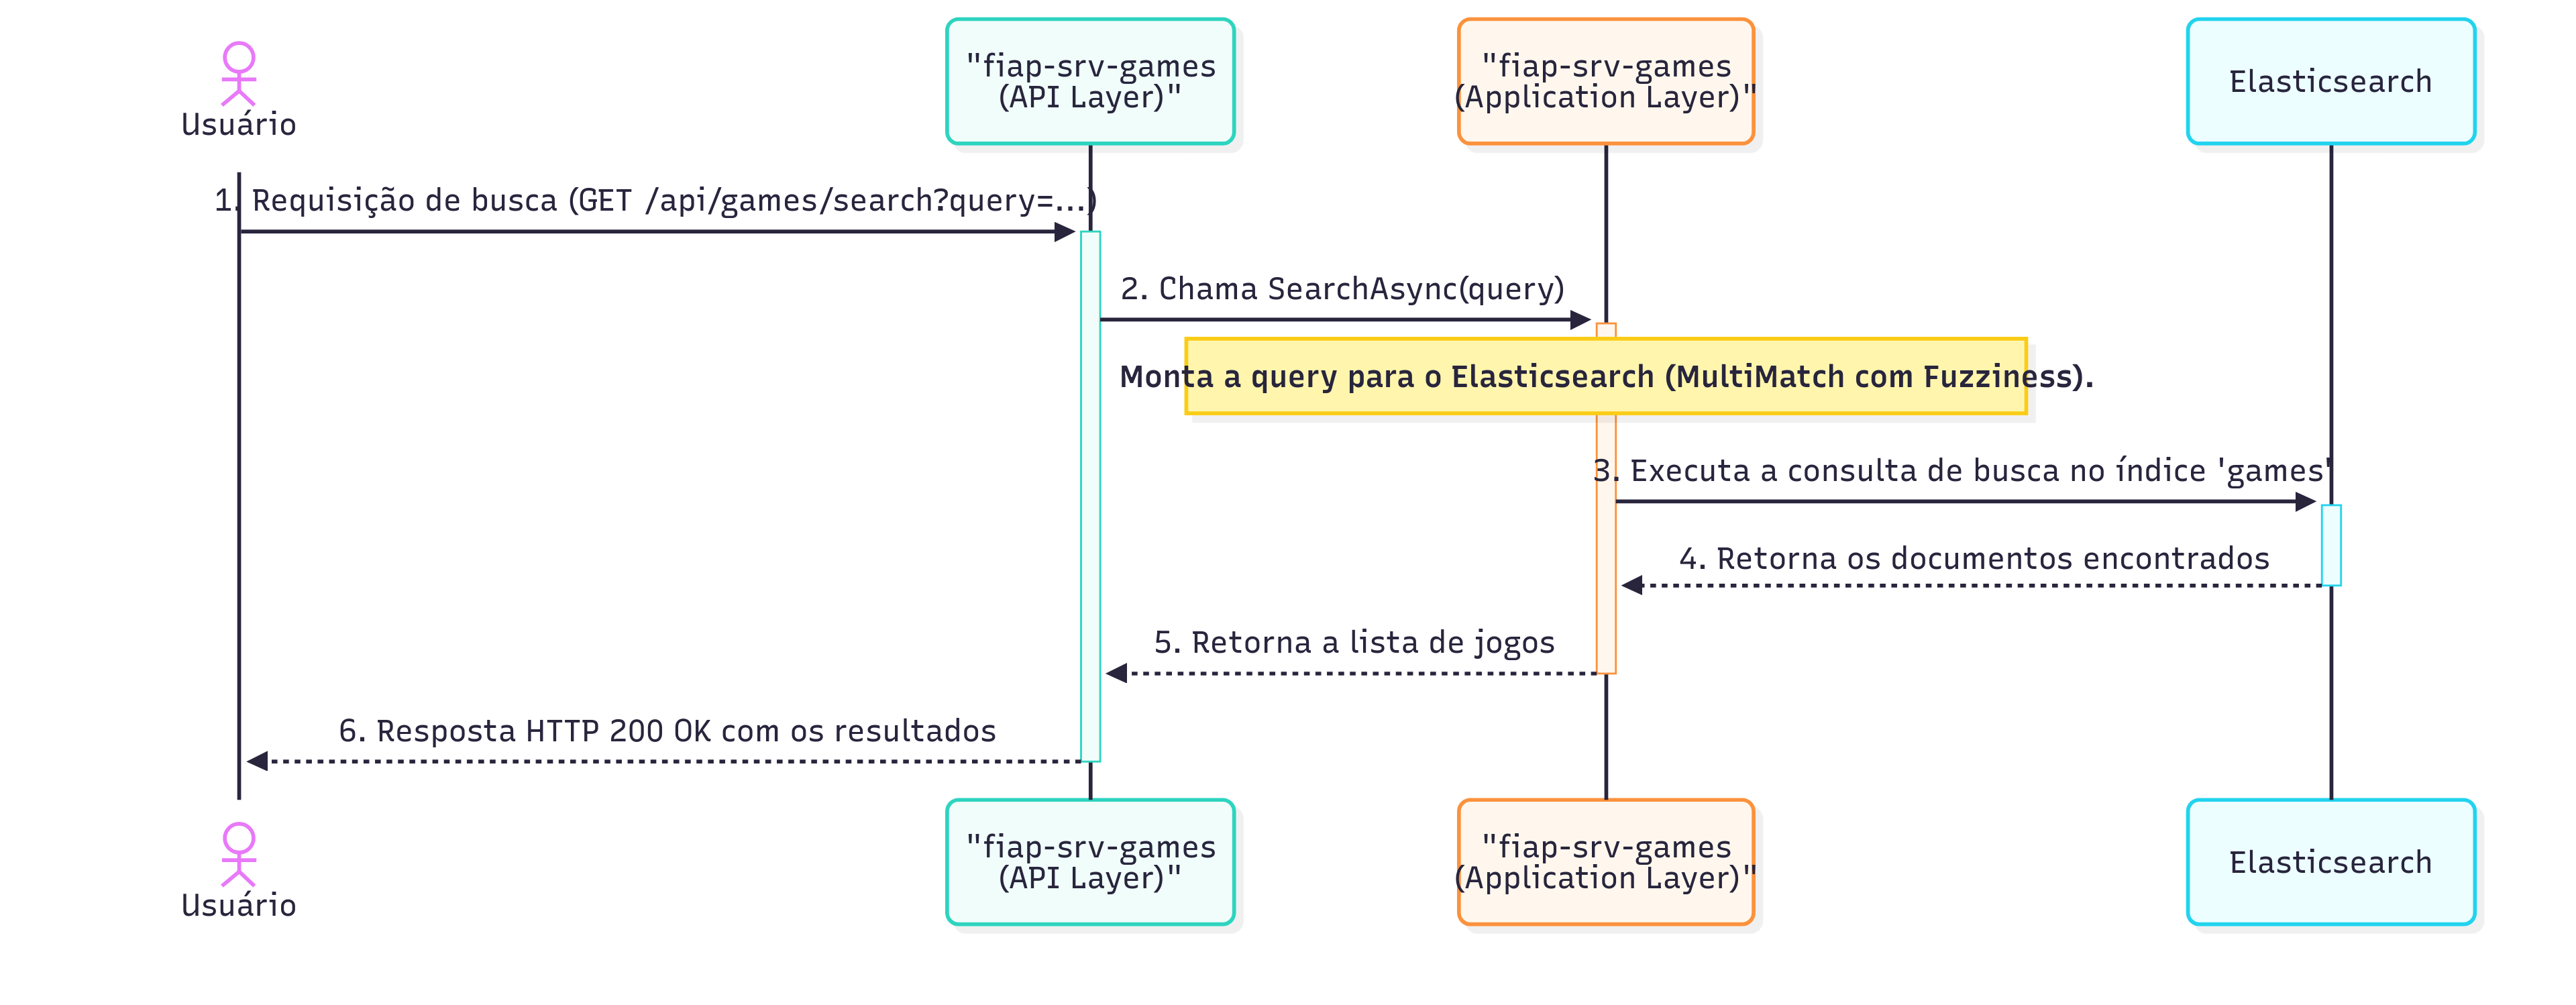 Usuário
"fiap-srv-games
(API Layer)"
"fiap-srv-games
(Application Layer)"
Elasticsearch
1. Requisição de busca (GET /api/games/search?query=...)
2. Chama SearchAsync(query)
Monta a query para o Elasticsearch (MultiMatch com Fuzziness).
3. Executa a consulta de busca no índice 'games'
4. Retorna os documentos encontrados
5. Retorna a lista de jogos
6. Resposta HTTP 200 OK com os resultados
Usuário
"fiap-srv-games
(API Layer)"
"fiap-srv-games
(Application Layer)"
Elasticsearch